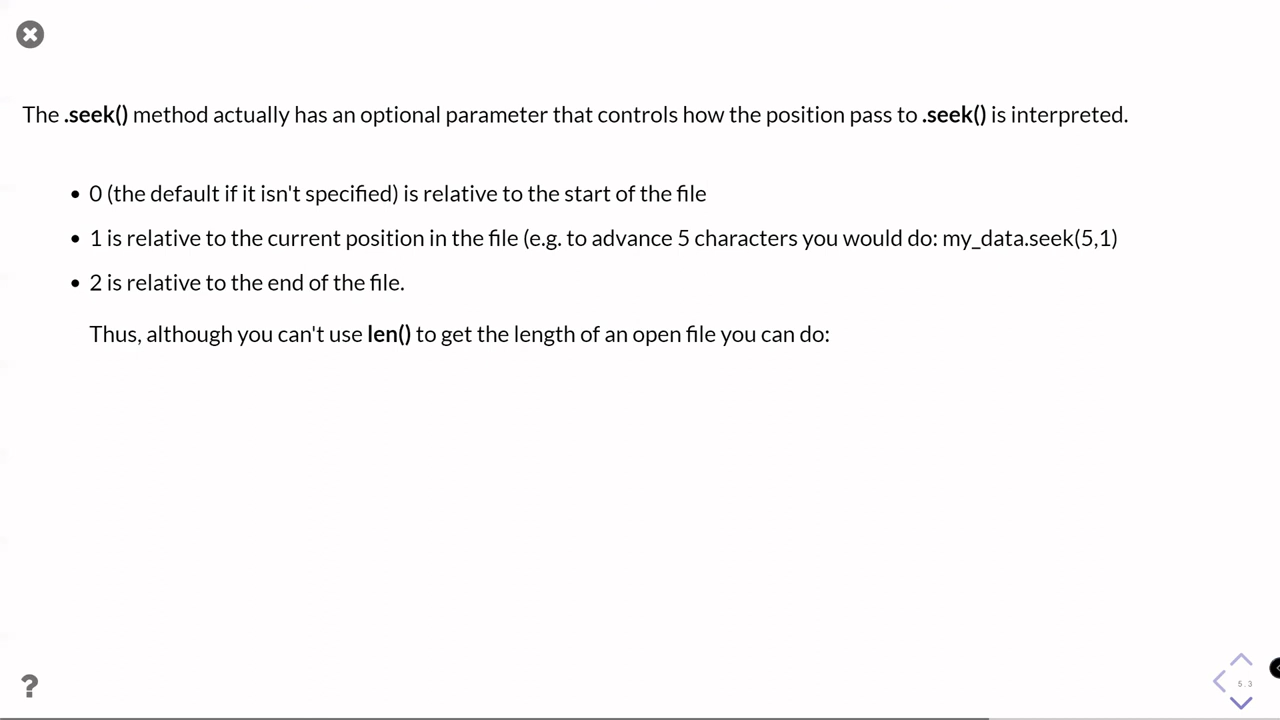 The .seek() method actually has an optional parameter that controls how the position pass to .seek() is interpreted.
• 0 (the default if it isn't specified) is relative to the start of the file
• 1 is relative to the current position in the file (e.g. to advance 5 characters you would do: my_data.seek(5,1)
• 2 is relative to the end of the file.
Thus, although you can't use len() to get the length of an open file you can do:
?
5.3